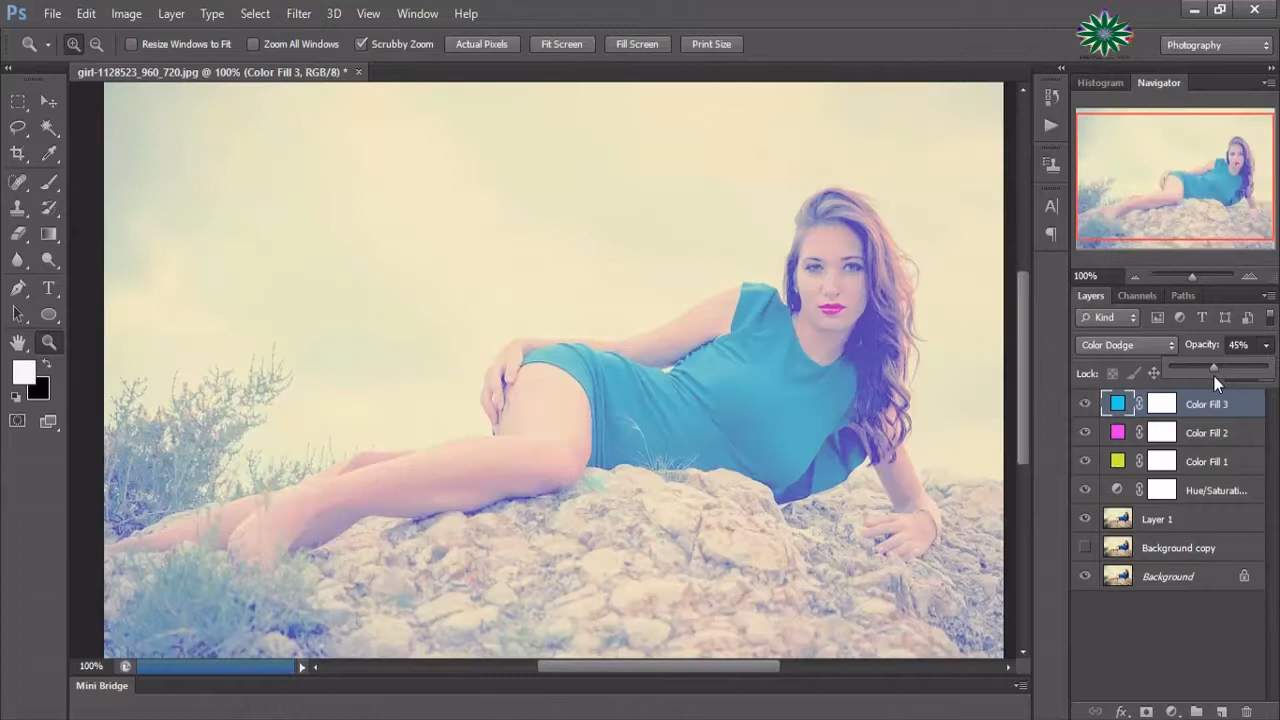 Ps File Edit Image Layer Type Select Filter 3D View Window Help
Resize Windows to Fit Zoom All Windows Scrubby Zoom Actual Pixels Fit Screen Fill Screen Print Size Photography
girl-1128523_960_720.jpg @ 100% (Color Fill 3, RGB/8) *
Histogram Navigator
100%
Layers Channels Paths
Kind
Color Dodge Opacity: 45%
Lock:
Color Fill 3
Color Fill 2
Color Fill 1
Hue/Saturati...
Layer 1
Background copy
Background
100%
Mini Bridge